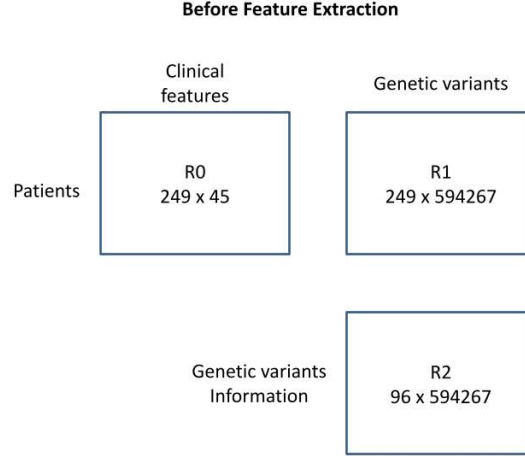 Before Feature Extraction
Clinical
features
Genetic variants
Patients
R0
249 x 45
R1
249 x 594267
Genetic variants
Information
R2
96 x 594267